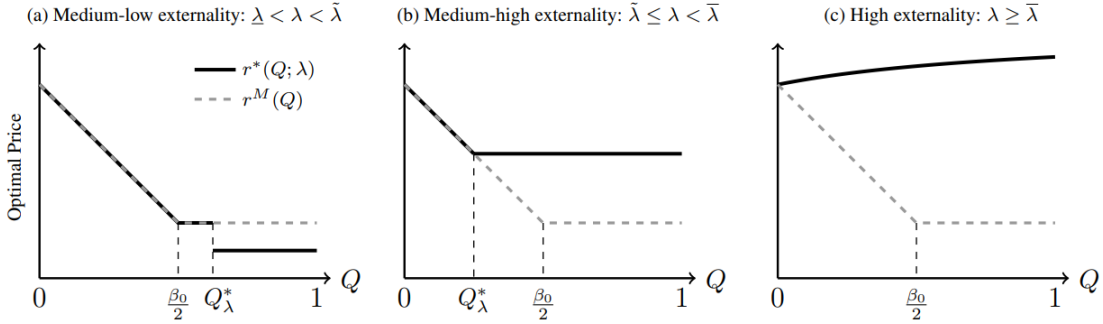 (a) Medium-low externality: λ̲ < λ < λ̃
(b) Medium-high externality: λ̃ ≤ λ < λ̅
(c) High externality: λ ≥ λ̅
Optimal Price
r*(Q; λ)
r^M(Q)
0
β₀/2
Q*_λ
1
Q
0
Q*_λ
β₀/2
1
Q
0
β₀/2
1
Q